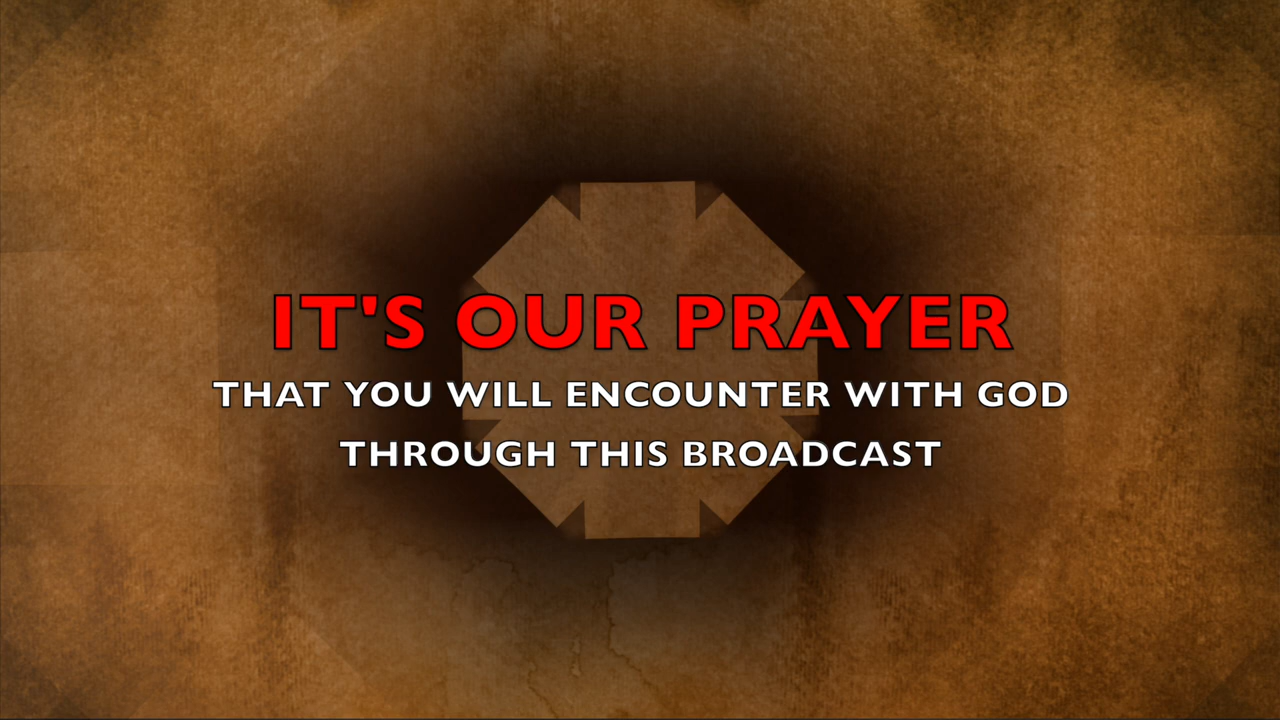 IT'S OUR PRAYER
THAT YOU WILL ENCOUNTER WITH GOD
THROUGH THIS BROADCAST